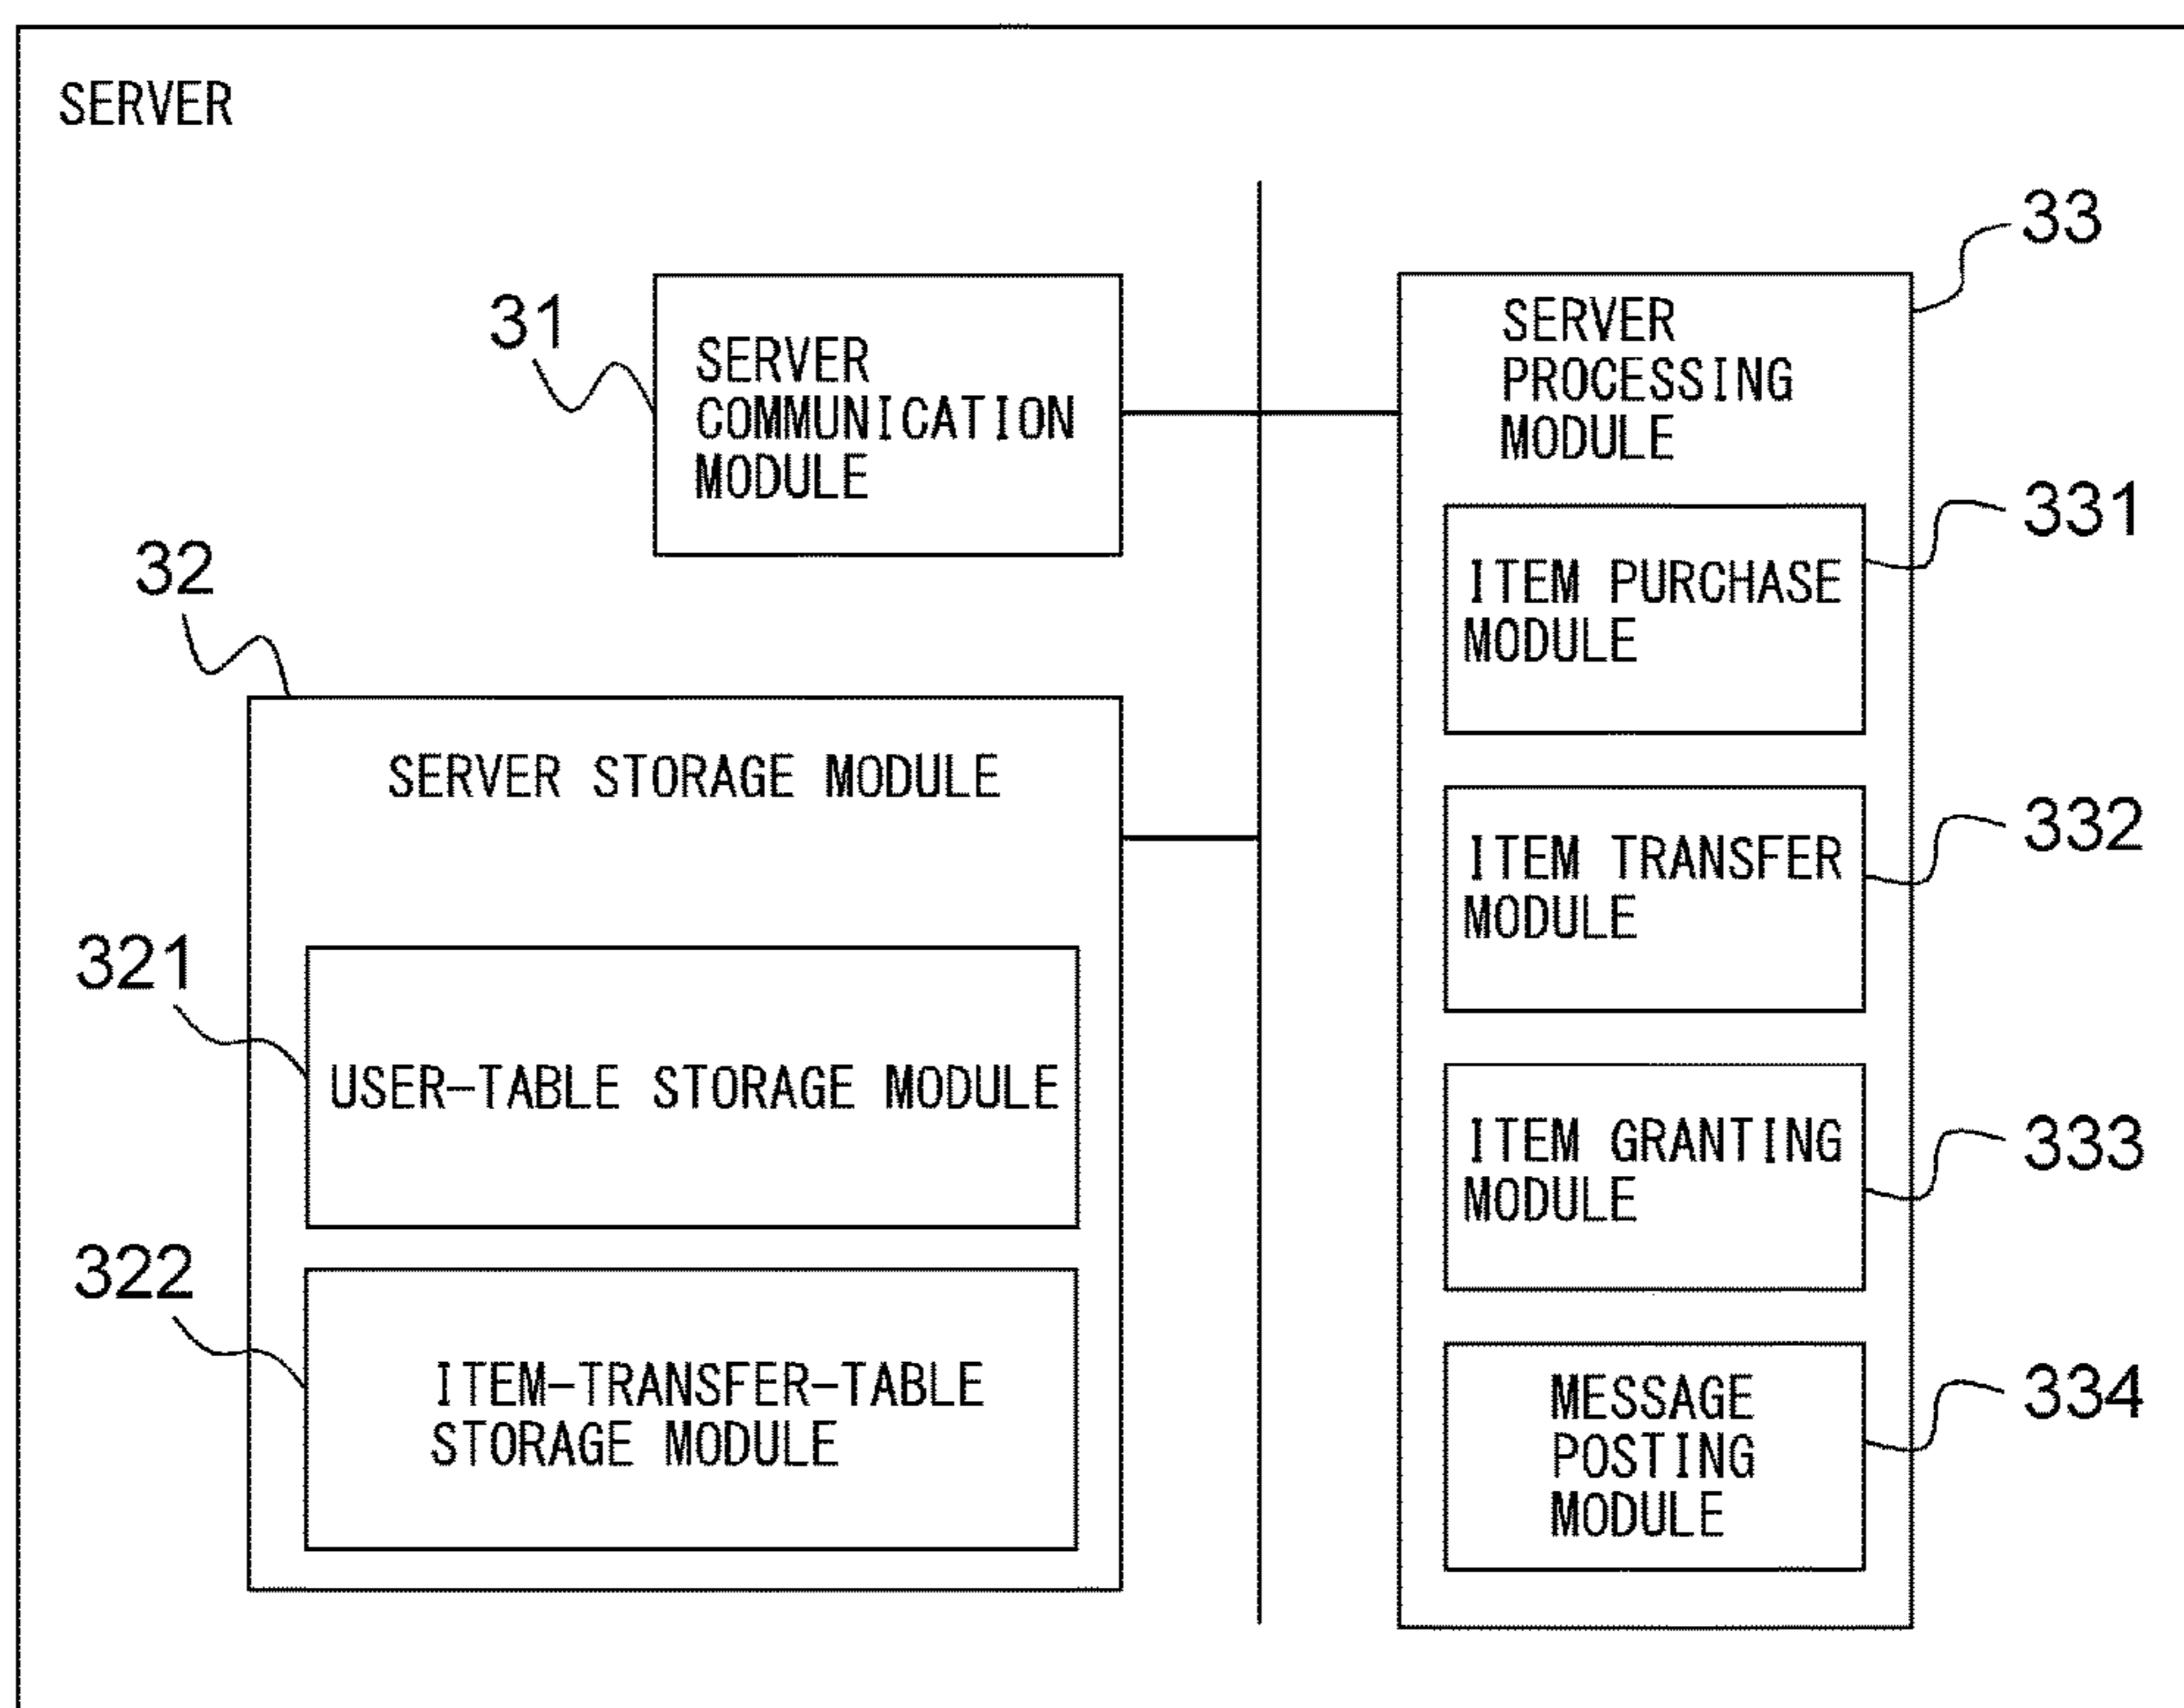 SERVER
31
SERVER
COMMUNICATION
MODULE
32
SERVER STORAGE MODULE
321
USER-TABLE STORAGE MODULE
322
ITEM-TRANSFER-TABLE
STORAGE MODULE
33
SERVER
PROCESSING
MODULE
331
ITEM PURCHASE
MODULE
332
ITEM TRANSFER
MODULE
333
ITEM GRANTING
MODULE
334
MESSAGE
POSTING
MODULE